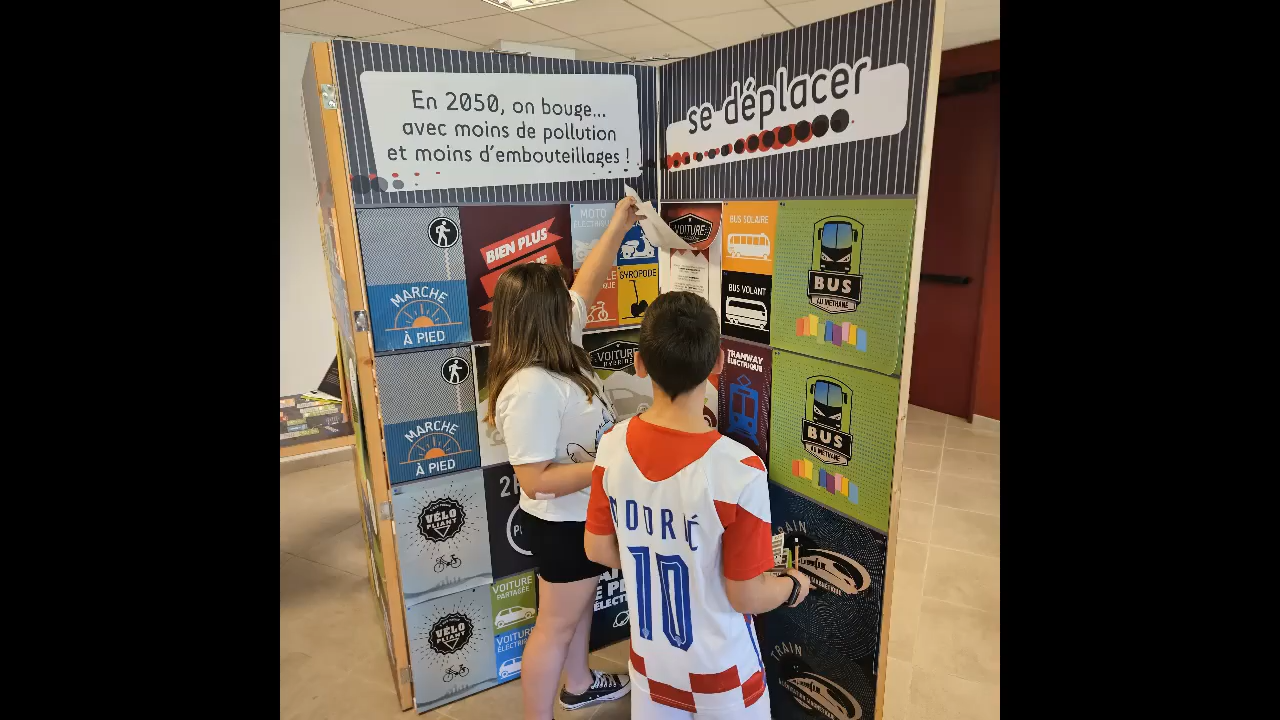 En 2050, on bouge...
avec moins de pollution
et moins d'embouteillages !
se déplacer
MARCHE
À PIED
BIEN PLUS
MOTO
ÉLECTRIQUE
GYROPODE
VOITURE
BUS SOLAIRE
BUS VOLANT
BUS
AU MÉTHANE
MARCHE
À PIED
VOITURE
HYBRIDE
TRAMWAY
ÉLECTRIQUE
BUS
AU MÉTHANE
VÉLO
PLIANT
TRAIN
VÉLO
PLIANT
VOITURE
PARTAGÉE
VOITURE
TRAIN
10